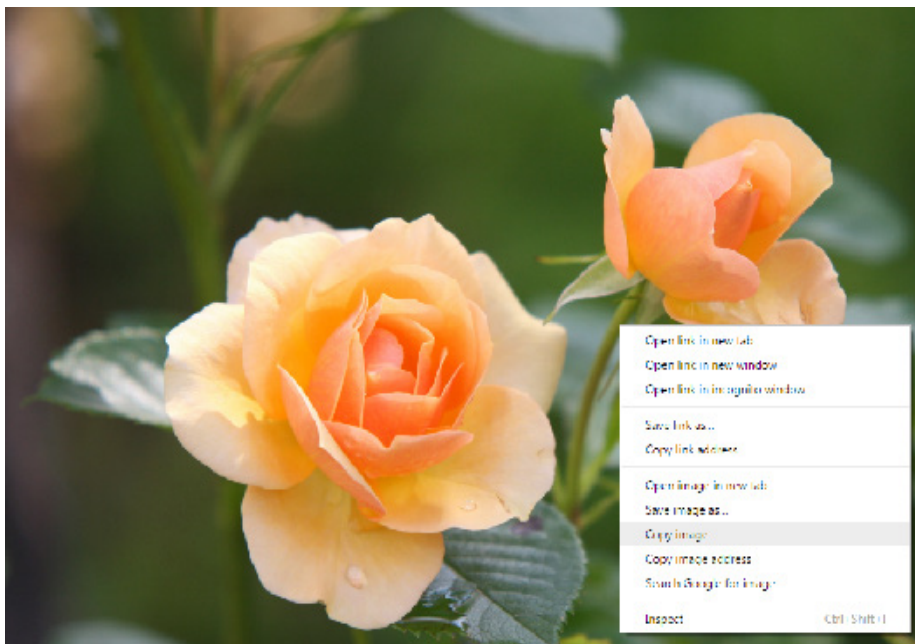 Open link in new tab
Open link in new window
Open link in incognito window
Save link as...
Copy link address
Open image in new tab
Save image as...
Copy image
Copy image address
Search Google for image
Inspect Ctrl+Shift+I